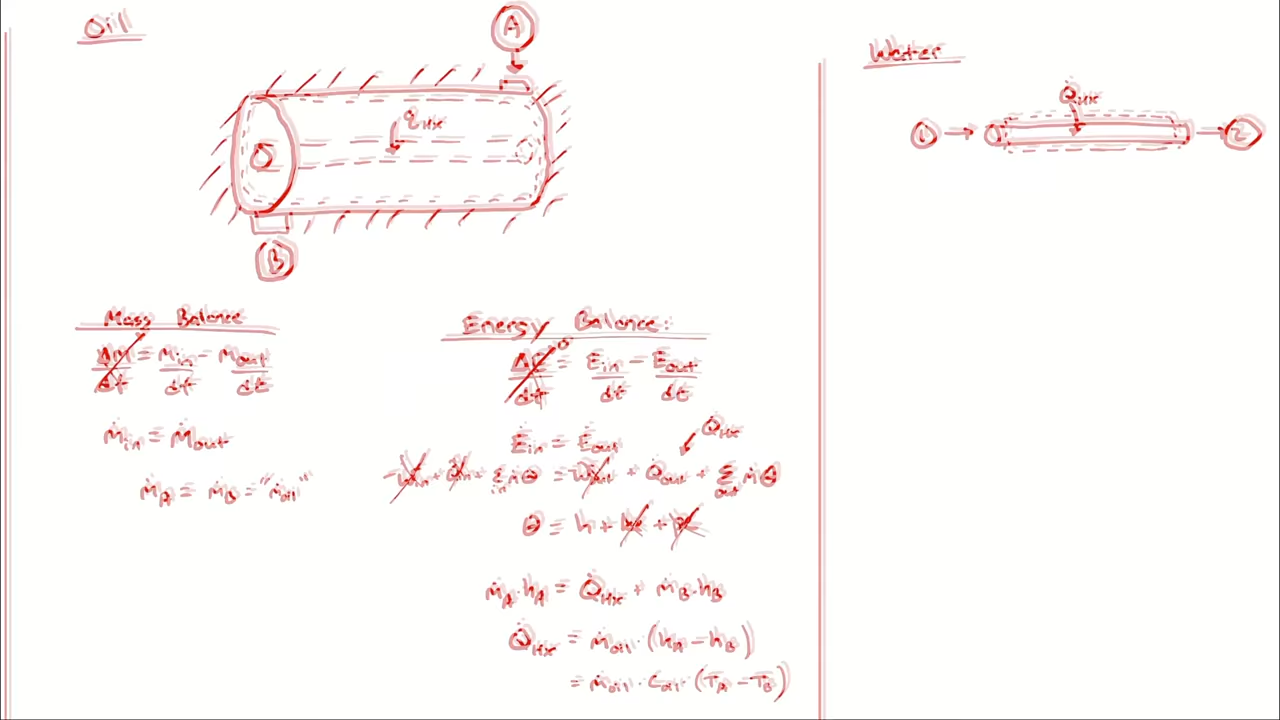 Oil
A
q̇HX
B
Mass Balance
ΔM/dt = Min/dt - Mout/dt
ṁin = ṁout
ṁA = ṁB = "ṁoil"
Energy Balance:
ΔE/dt →0 = Ein/dt - Eout/dt
Ėin = Ėout
Q̇HX
Ẇin + Q̇in + Σin ṁθ = Ẇout + Q̇out + Σout ṁθ
θ = h + ke + pe
ṁA·hA = Q̇HX + ṁB·hB
Q̇HX = ṁoil·(hA - hB)
= ṁoil·Coil·(TA - TB)
Water
Q̇HX
1
2